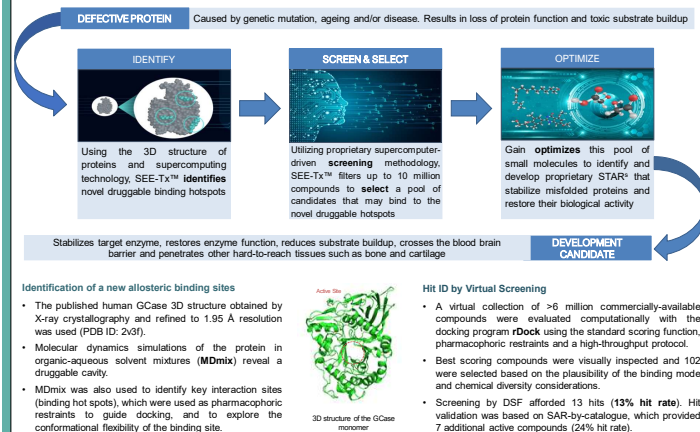 DEFECTIVE PROTEIN
Caused by genetic mutation, ageing and/or disease. Results in loss of protein function and toxic substrate buildup
IDENTIFY
Using the 3D structure of
proteins and supercomputing
technology, SEE-Tx™ identifies
novel druggable binding hotspots
SCREEN & SELECT
Utilizing proprietary supercomputer-
driven screening methodology,
SEE-Tx™ filters up to 10 million
compounds to select a pool of
candidates that may bind to the
novel druggable hotspots
OPTIMIZE
Gain optimizes this pool of
small molecules to identify and
develop proprietary STARs that
stabilize misfolded proteins and
restore their biological activity
Stabilizes target enzyme, restores enzyme function, reduces substrate buildup, crosses the blood brain
barrier and penetrates other hard-to-reach tissues such as bone and cartilage
DEVELOPMENT
CANDIDATE
Identification of a new allosteric binding sites
• The published human GCase 3D structure obtained by
X-ray crystallography and refined to 1.95 Å resolution
was used (PDB ID: 2v3f).
• Molecular dynamics simulations of the protein in
organic-aqueous solvent mixtures (MDmix) reveal a
druggable cavity.
• MDmix was also used to identify key interaction sites
(binding hot spots), which were used as pharmacophoric
restraints to guide docking, and to explore the
conformational flexibility of the binding site.
Active Site
3D structure of the GCase
monomer
Hit ID by Virtual Screening
• A virtual collection of >6 million commercially-available
compounds were evaluated computationally with the
docking program rDock using the standard scoring function,
pharmacophoric restraints and a high-throughput protocol.
• Best scoring compounds were visually inspected and 102
were selected based on the plausibility of the binding mode
and chemical diversity considerations.
• Screening by DSF afforded 13 hits (13% hit rate). Hit
validation was based on SAR-by-catalogue, which provided
7 additional active compounds (24% hit rate).